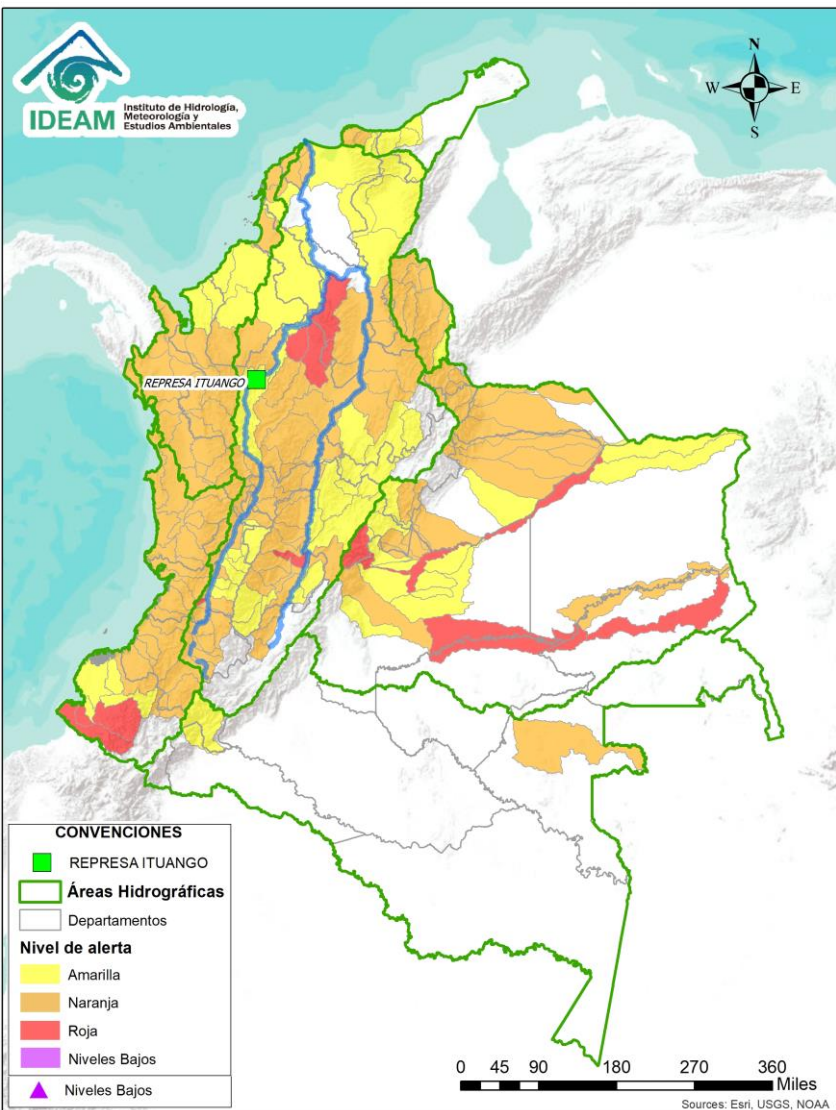 IDEAM
Instituto de Hidrología,
Meteorología y
Estudios Ambientales
N
W E
S
REPRESA ITUANGO
CONVENCIONES
REPRESA ITUANGO
Áreas Hidrográficas
Departamentos
Nivel de alerta
Amarilla
Naranja
Roja
Niveles Bajos
Niveles Bajos
0 45 90 180 270 360
Miles
Sources: Esri, USGS, NOAA